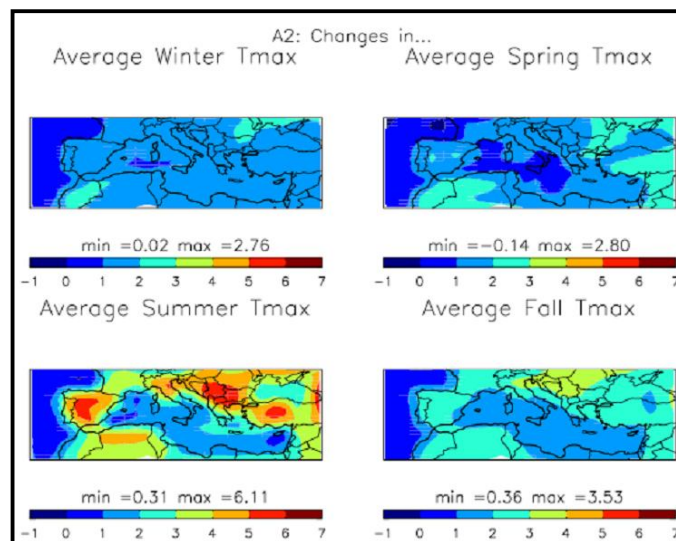 A2: Changes in...
Average Winter Tmax
Average Spring Tmax
min =0.02 max =2.76
min =-0.14 max =2.80
-1 0 1 2 3 4 5 6 7
-1 0 1 2 3 4 5 6 7
Average Summer Tmax
Average Fall Tmax
min =0.31 max =6.11
min =0.36 max =3.53
-1 0 1 2 3 4 5 6 7
-1 0 1 2 3 4 5 6 7